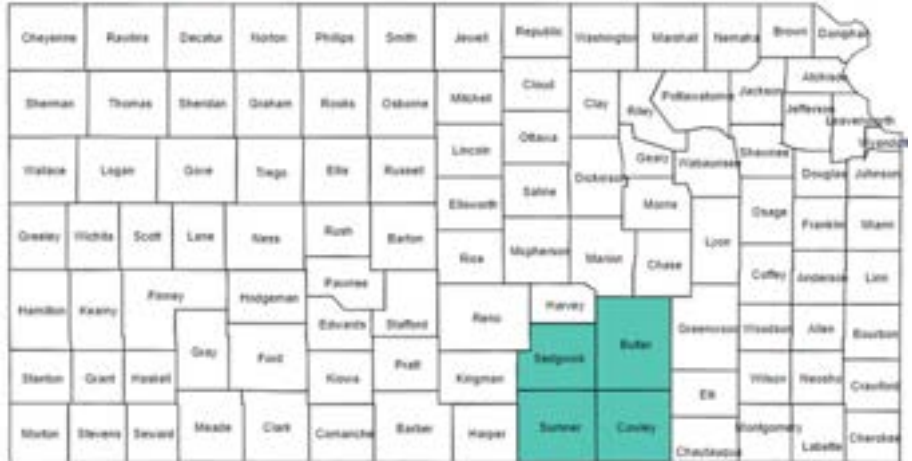 Cheyenne Rawlins Decatur Norton Phillips Smith Jewell Republic Washington Marshall Nemaha Brown Doniphan
Sherman Thomas Sheridan Graham Rooks Osborne Mitchell Cloud Clay Riley Pottawatomie Jackson Atchison
Jefferson Leavenworth Wyandotte
Wallace Logan Gove Trego Ellis Russell Lincoln Ottawa Dickinson Geary Wabaunsee Shawnee Douglas Johnson
Ellsworth Saline Morris Osage
Greeley Wichita Scott Lane Ness Rush Barton Rice Mcpherson Marion Chase Lyon Franklin Miami
Hamilton Kearny Finney Hodgeman Pawnee Reno Harvey Coffey Anderson Linn
Edwards Stafford Sedgwick Butler Greenwood Woodson Allen Bourbon
Stanton Grant Haskell Gray Ford Kiowa Pratt Kingman Elk Wilson Neosho Crawford
Morton Stevens Seward Meade Clark Comanche Barber Harper Sumner Cowley Chautauqua Montgomery Labette Cherokee